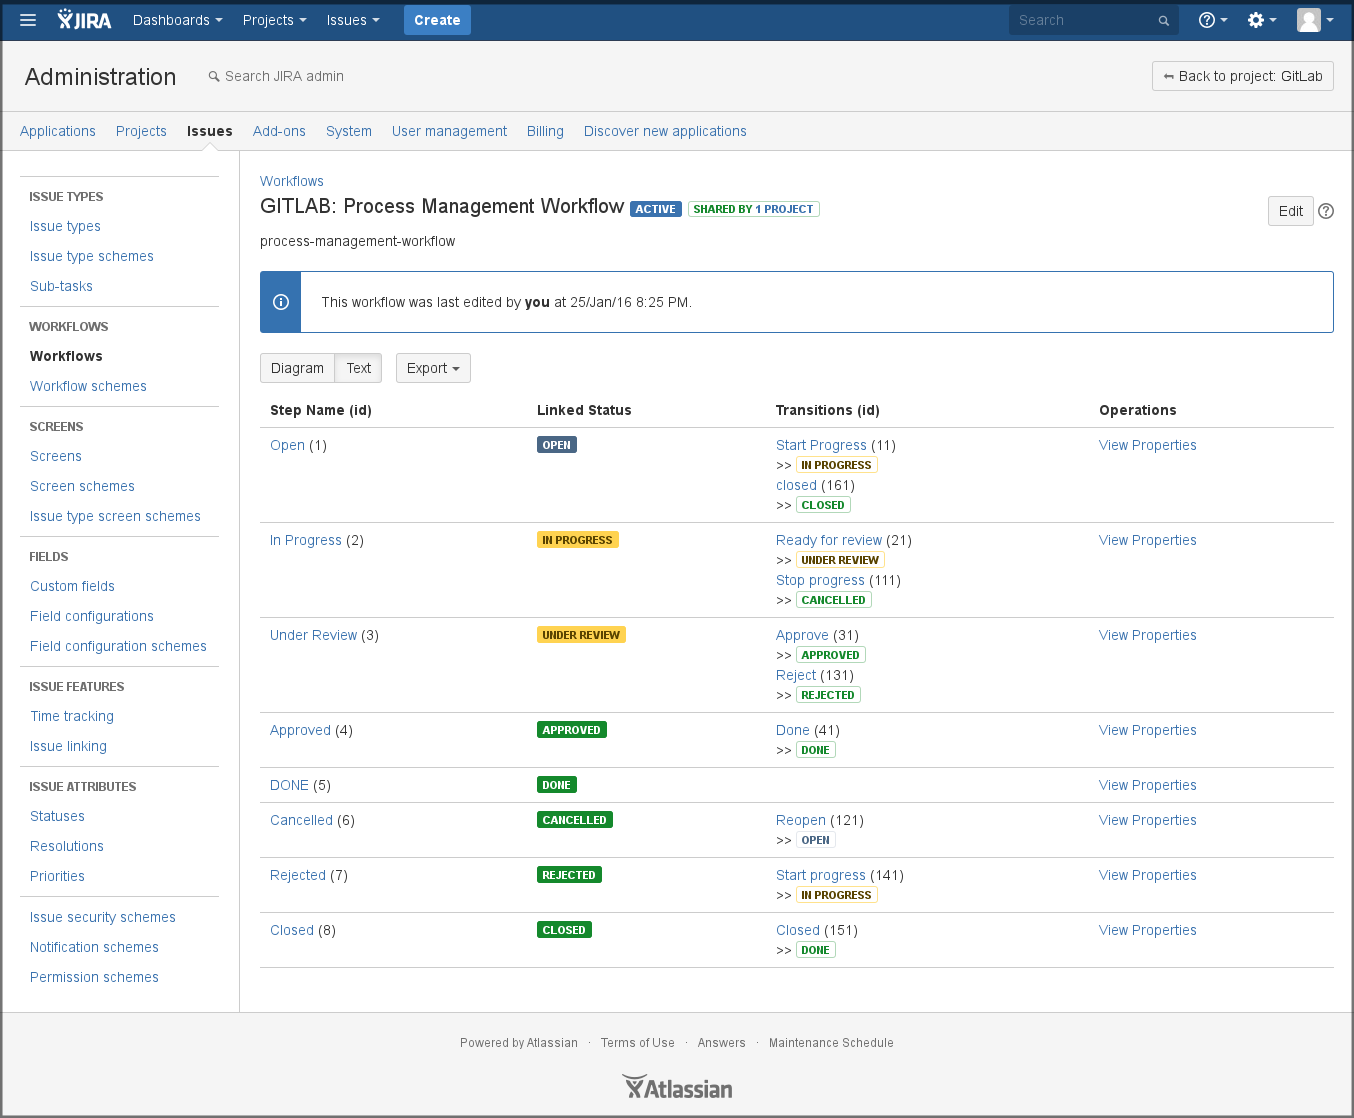 JIRA Dashboards Projects Issues Create Search
Administration Search JIRA admin Back to project: GitLab
Applications Projects Issues Add-ons System User management Billing Discover new applications
ISSUE TYPES
Issue types
Issue type schemes
Sub-tasks
WORKFLOWS
Workflows
Workflow schemes
SCREENS
Screens
Screen schemes
Issue type screen schemes
FIELDS
Custom fields
Field configurations
Field configuration schemes
ISSUE FEATURES
Time tracking
Issue linking
ISSUE ATTRIBUTES
Statuses
Resolutions
Priorities
Issue security schemes
Notification schemes
Permission schemes
Workflows
GITLAB: Process Management Workflow ACTIVE SHARED BY 1 PROJECT
Edit
process-management-workflow
This workflow was last edited by you at 25/Jan/16 8:25 PM.
Diagram Text Export
Step Name (id) Linked Status Transitions (id) Operations
Open (1) OPEN Start Progress (11) View Properties
>> IN PROGRESS
closed (161)
>> CLOSED
In Progress (2) IN PROGRESS Ready for review (21) View Properties
>> UNDER REVIEW
Stop progress (111)
>> CANCELLED
Under Review (3) UNDER REVIEW Approve (31) View Properties
>> APPROVED
Reject (131)
>> REJECTED
Approved (4) APPROVED Done (41) View Properties
>> DONE
DONE (5) DONE View Properties
Cancelled (6) CANCELLED Reopen (121) View Properties
>> OPEN
Rejected (7) REJECTED Start progress (141) View Properties
>> IN PROGRESS
Closed (8) CLOSED Closed (151) View Properties
>> DONE
Powered by Atlassian · Terms of Use · Answers · Maintenance Schedule
Atlassian